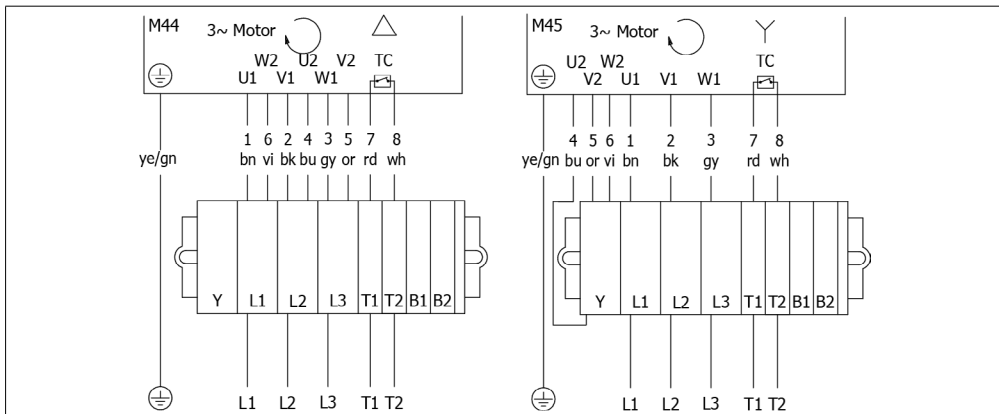 M44
3~ Motor
W2 U2 V2 TC
U1 V1 W1
1 6 2 4 3 5 7 8
ye/gn bn vi bk bu gy or rd wh
Y L1 L2 L3 T1 T2 B1 B2
L1 L2 L3 T1 T2
M45
3~ Motor
U2 W2 TC
V2 U1 V1 W1
4 5 6 1 2 3 7 8
ye/gn bu or vi bn bk gy rd wh
Y L1 L2 L3 T1 T2 B1 B2
L1 L2 L3 T1 T2